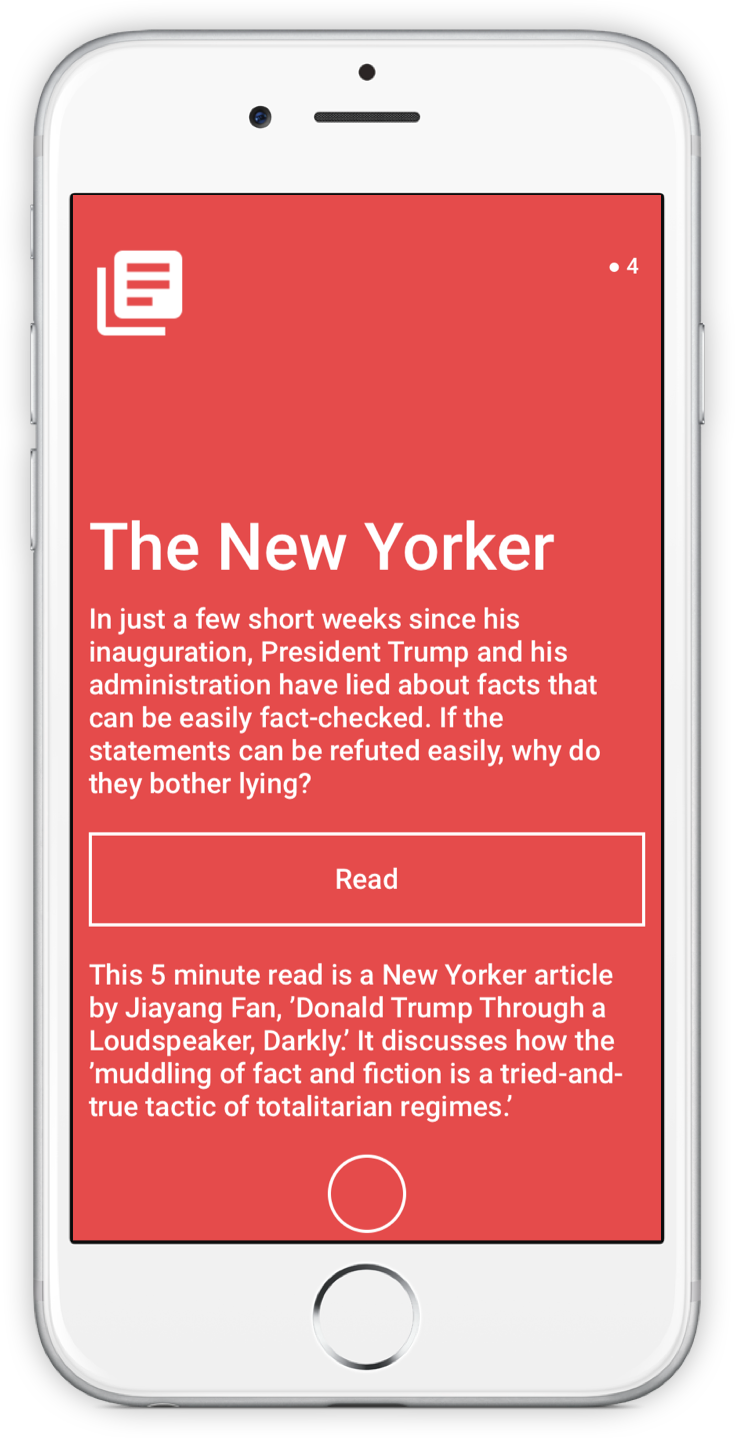 • 4
The New Yorker
In just a few short weeks since his
inauguration, President Trump and his
administration have lied about facts that
can be easily fact-checked. If the
statements can be refuted easily, why do
they bother lying?
Read
This 5 minute read is a New Yorker article
by Jiayang Fan, ’Donald Trump Through a
Loudspeaker, Darkly.’ It discusses how the
’muddling of fact and fiction is a tried-and-
true tactic of totalitarian regimes.’